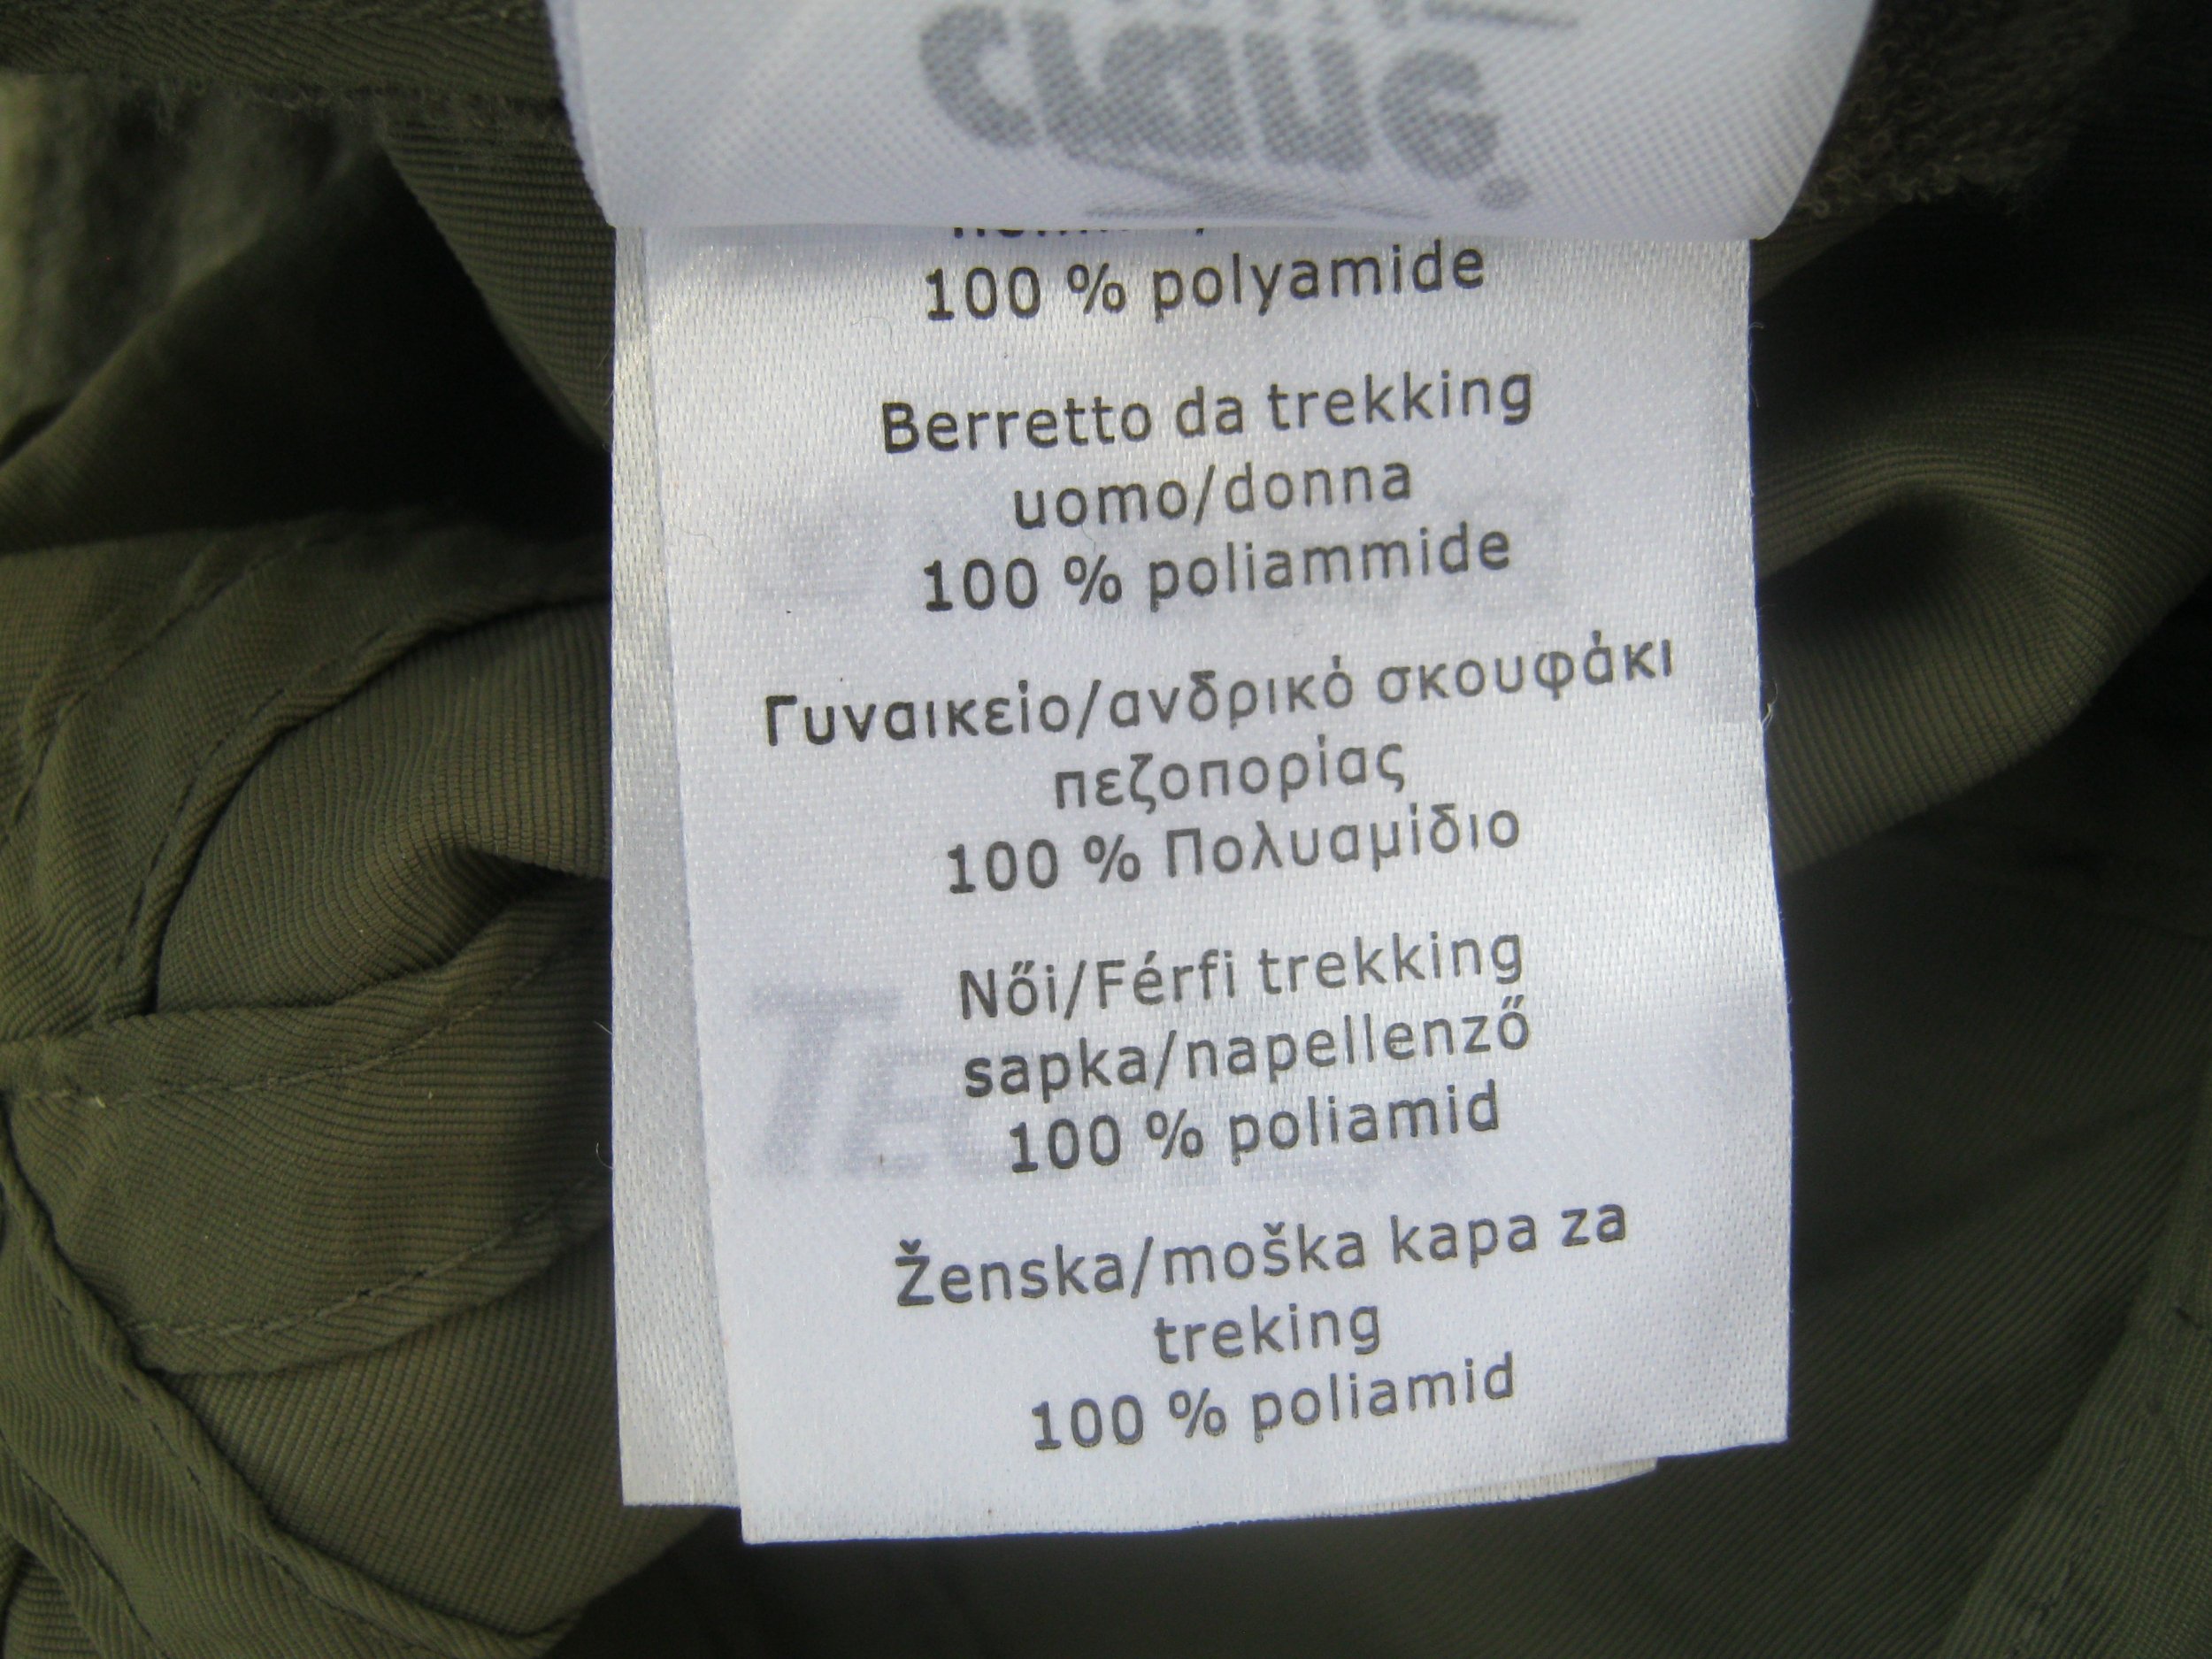 100 % polyamide
Berretto da trekking
uomo/donna
100 % poliammide
Γυναικείο/ανδρικό σκουφάκι
πεζοπορίας
100 % Πολυαμίδιο
Női/Férfi trekking
sapka/napellenző
100 % poliamid
Ženska/moška kapa za
treking
100 % poliamid